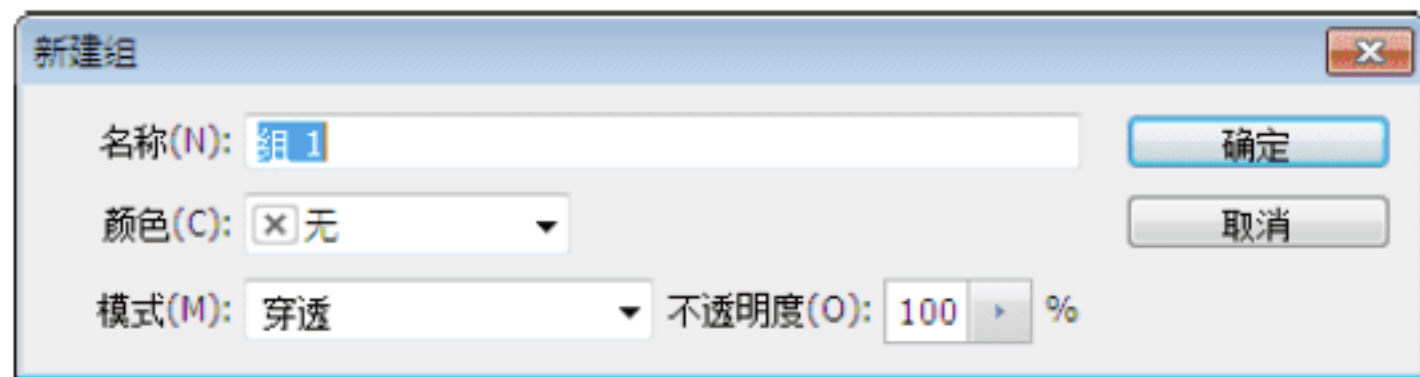 新建组
名称(N): 组 1 确定
颜色(C): 无 取消
模式(M): 穿透 不透明度(O): 100 %